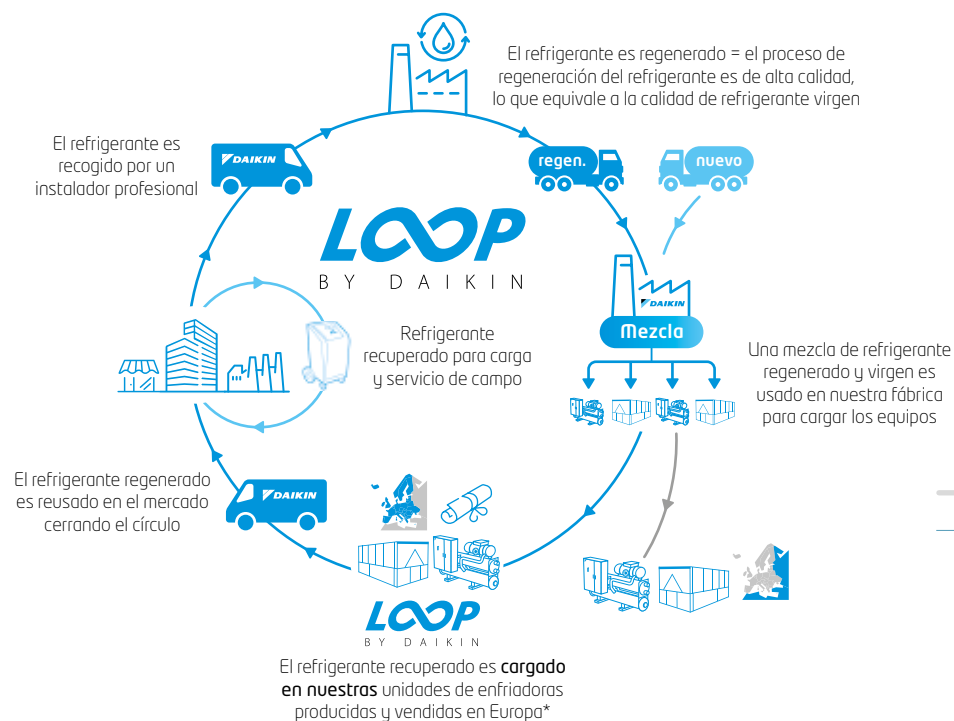 El refrigerante es regenerado = el proceso de
regeneración del refrigerante es de alta calidad,
lo que equivale a la calidad de refrigerante virgen
El refrigerante es
recogido por un
instalador profesional
DAIKIN
regen.
nuevo
LOOP
BY DAIKIN
DAIKIN
Mezcla
Refrigerante
recuperado para carga
y servicio de campo
Una mezcla de refrigerante
regenerado y virgen es
usado en nuestra fábrica
para cargar los equipos
El refrigerante regenerado
es reusado en el mercado
cerrando el círculo
DAIKIN
LOOP
BY DAIKIN
El refrigerante recuperado es cargado
en nuestras unidades de enfriadoras
producidas y vendidas en Europa*